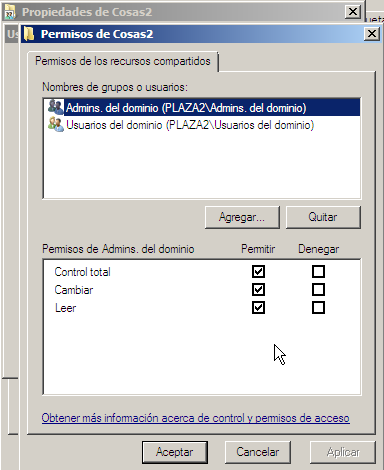 Propiedades de Cosas2
Permisos de Cosas2
Permisos de los recursos compartidos
Nombres de grupos o usuarios:
Admins. del dominio (PLAZA2\Admins. del dominio)
Usuarios del dominio (PLAZA2\Usuarios del dominio)
Agregar... Quitar
Permisos de Admins. del dominio Permitir Denegar
Control total
Cambiar
Leer
Obtener más información acerca de control y permisos de acceso
Aceptar Cancelar Aplicar